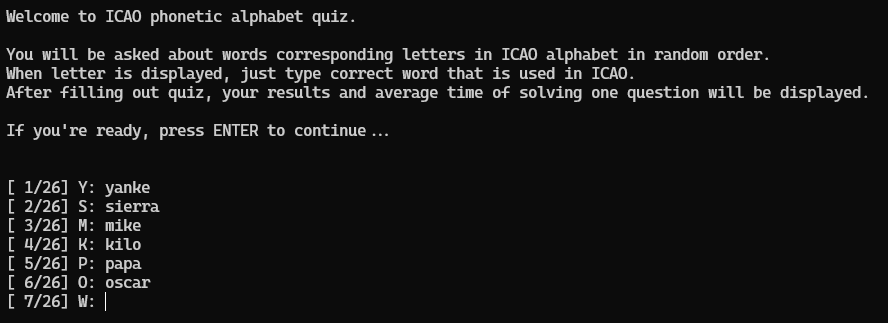 Welcome to ICAO phonetic alphabet quiz.
You will be asked about words corresponding letters in ICAO alphabet in random order.
When letter is displayed, just type correct word that is used in ICAO.
After filling out quiz, your results and average time of solving one question will be displayed.
If you're ready, press ENTER to continue...
[ 1/26] Y: yanke
[ 2/26] S: sierra
[ 3/26] M: mike
[ 4/26] K: kilo
[ 5/26] P: papa
[ 6/26] O: oscar
[ 7/26] W: